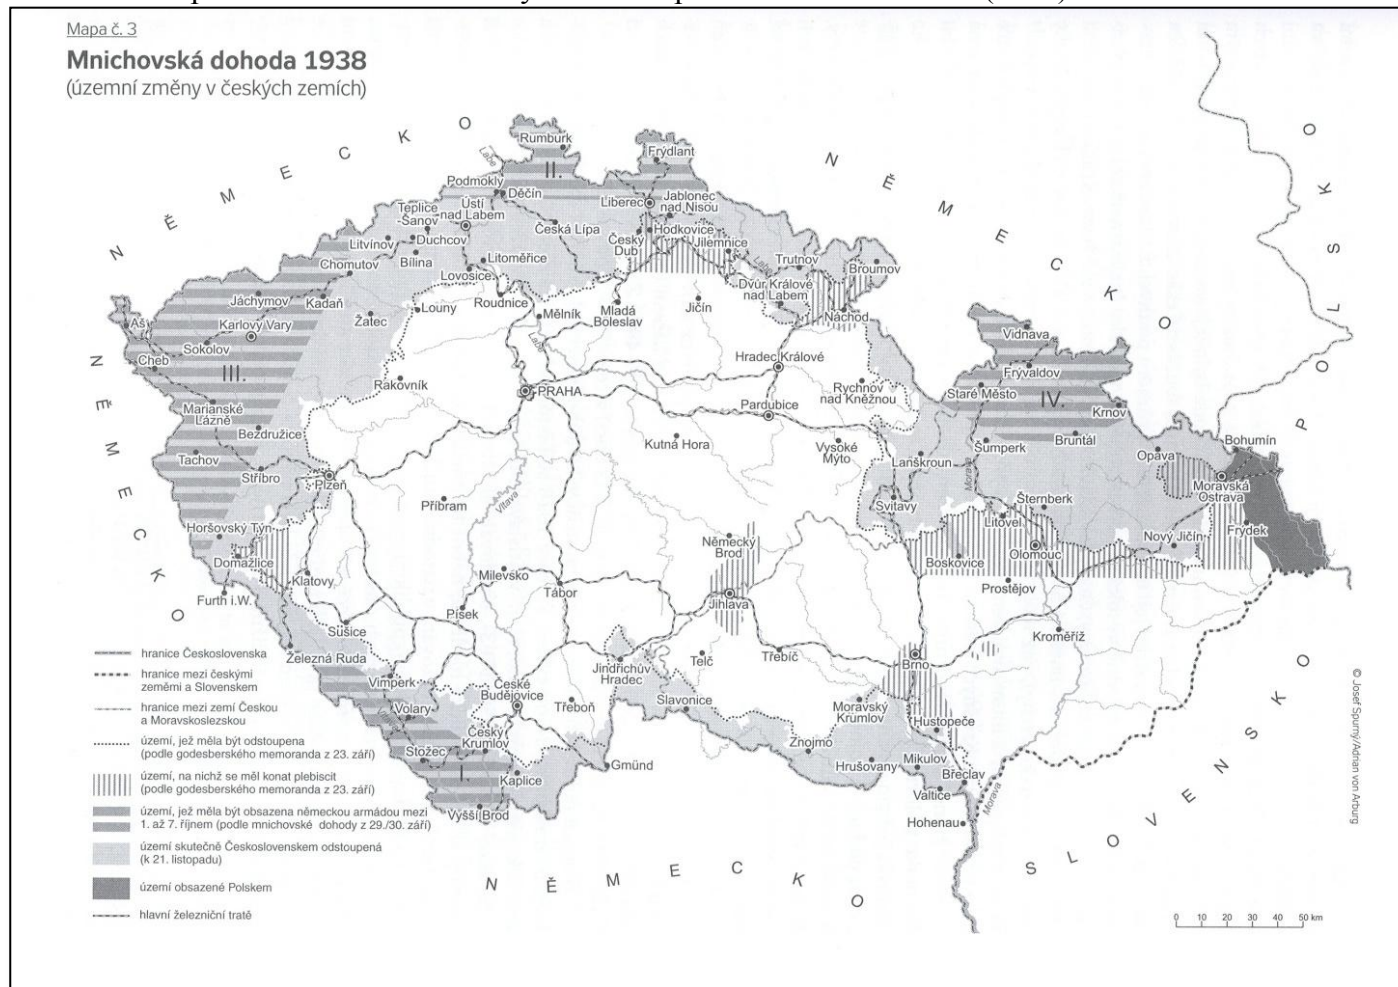 Mapa č. 3
Mnichovská dohoda 1938
(územní změny v českých zemích)
N Ě M E C K O
N Ě M E C K O
P O L S K O
N Ě M E C K O
N Ě M E C K O
S L O V E N S K O
Rumburk
Frýdlant
II.
Labe
Podmokly
Děčín
Liberec
Jablonec
nad Nisou
Teplice
-Šanov
Ústí
nad Labem
Litvínov
Duchcov
Bílina
Česká Lípa
Český
Dub
Hodkovice
Jilemnice
Chomutov
Litoměřice
Lovosice
Labe
Trutnov
Broumov
Dvůr Králové
nad Labem
Jáchymov
Kadaň
Roudnice
Louny
Žatec
Mělník
Mladá
Boleslav
Jičín
Náchod
Aš
Karlovy Vary
Sokolov
Cheb
III.
Labe
Vidnava
Frývaldov
Staré Město
IV.
Krnov
Hradec Králové
Rakovník
PRAHA
Rychnov
nad Kněžnou
Marianské
Lázně
Bezdružice
Pardubice
Kutná Hora
Vysoké
Mýto
Šumperk
Bruntál
Bohumín
Opava
Lanškroun
Morava
Tachov
Stříbro
Plzeň
Moravská
Ostrava
Příbram
Vltava
Svitavy
Šternberk
Litovel
Horšovský Týn
Frýdek
Německý
Brod
Nový Jičín
Olomouc
Boskovice
Domažlice
Klatovy
Milevsko
Tábor
Prostějov
Furth i.W.
Jihlava
Písek
Sušice
Kroměříž
Železná Ruda
Jindřichův
Hradec
Telč
Třebíč
Brno
Vimperk
České
Budějovice
Třeboň
Slavonice
Moravský
Krumlov
Volary
Český
Krumlov
Hustopeče
Stožec
Znojmo
I.
Kaplice
Gmünd
Hrušovany
Mikulov
Břeclav
Valtice
Morava
Vyšší Brod
Hohenau
hranice Československa
hranice mezi českými
zeměmi a Slovenskem
hranice mezi zemí Českou
a Moravskoslezskou
území, jež měla být odstoupena
(podle godesberského memoranda z 23. září)
území, na nichž se měl konat plebiscit
(podle godesberského memoranda z 23. září)
území, jež měla být obsazena německou armádou mezi
1. až 7. říjnem (podle mnichovské dohody z 29./30. září)
území skutečně Československem odstoupená
(k 21. listopadu)
území obsazené Polskem
hlavní železniční tratě
0 10 20 30 40 50 km
© Josef Spurný/Adrian von Arburg